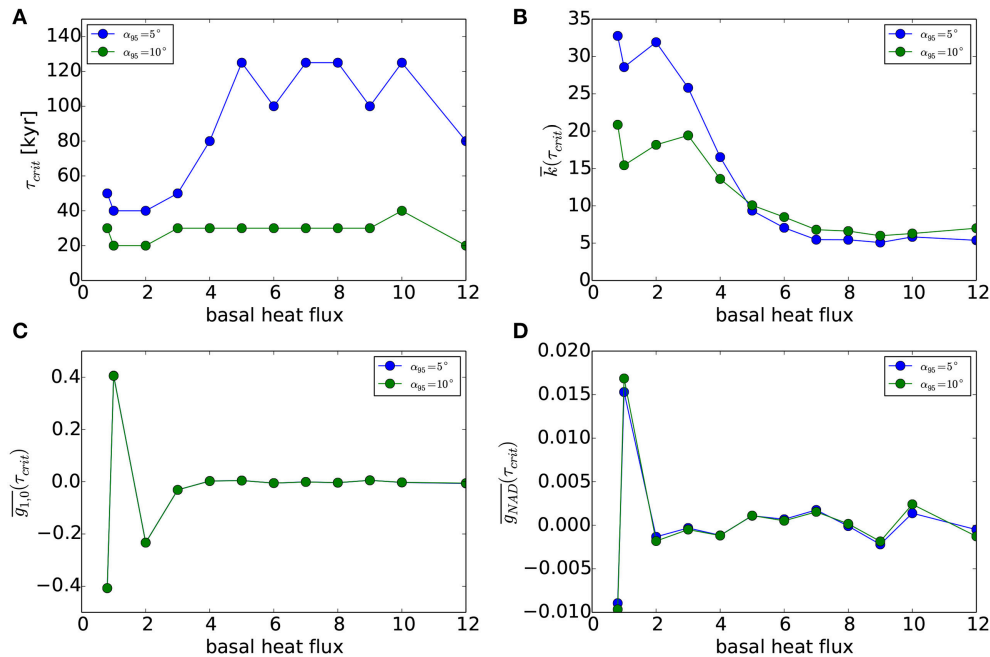 A
τcrit [kyr]
140
120
100
80
60
40
20
0
α95=5°
α95=10°
0 2 4 6 8 10 12
basal heat flux
B
k̅(τcrit)
35
30
25
20
15
10
5
0
α95=5°
α95=10°
0 2 4 6 8 10 12
basal heat flux
C
g̅1,0(τcrit)
0.4
0.2
0.0
−0.2
−0.4
α95=5°
α95=10°
0 2 4 6 8 10 12
basal heat flux
D
g̅NAD(τcrit)
0.020
0.015
0.010
0.005
0.000
−0.005
−0.010
α95=5°
α95=10°
0 2 4 6 8 10 12
basal heat flux